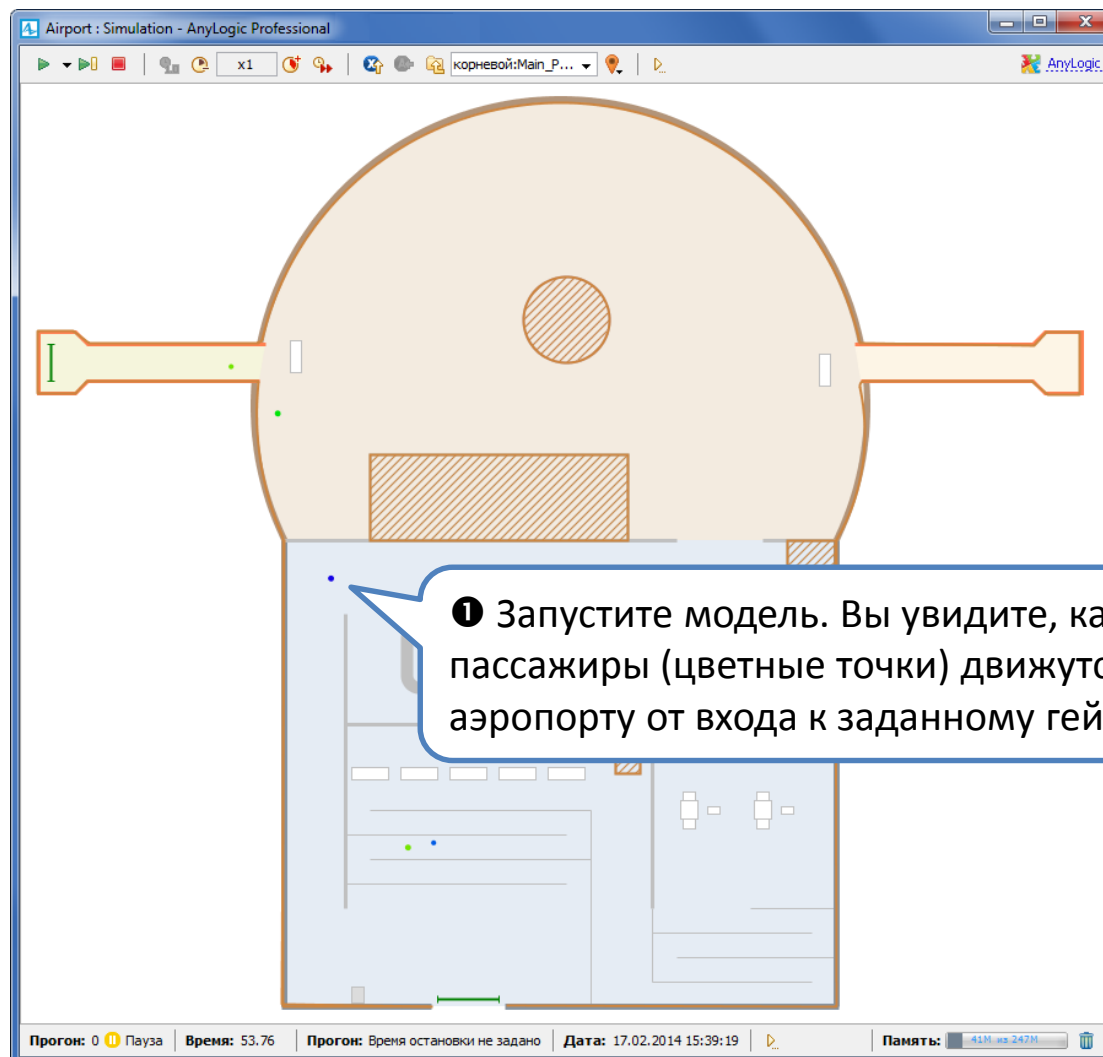 Airport : Simulation - AnyLogic Professional
x1
корневой:Main_P...
AnyLogic
❶ Запустите модель. Вы увидите, ка
пассажиры (цветные точки) движутс
аэропорту от входа к заданному гей
Прогон: 0 Пауза Время: 53.76 Прогон: Время остановки не задано Дата: 17.02.2014 15:39:19 Память: 41М из 247М